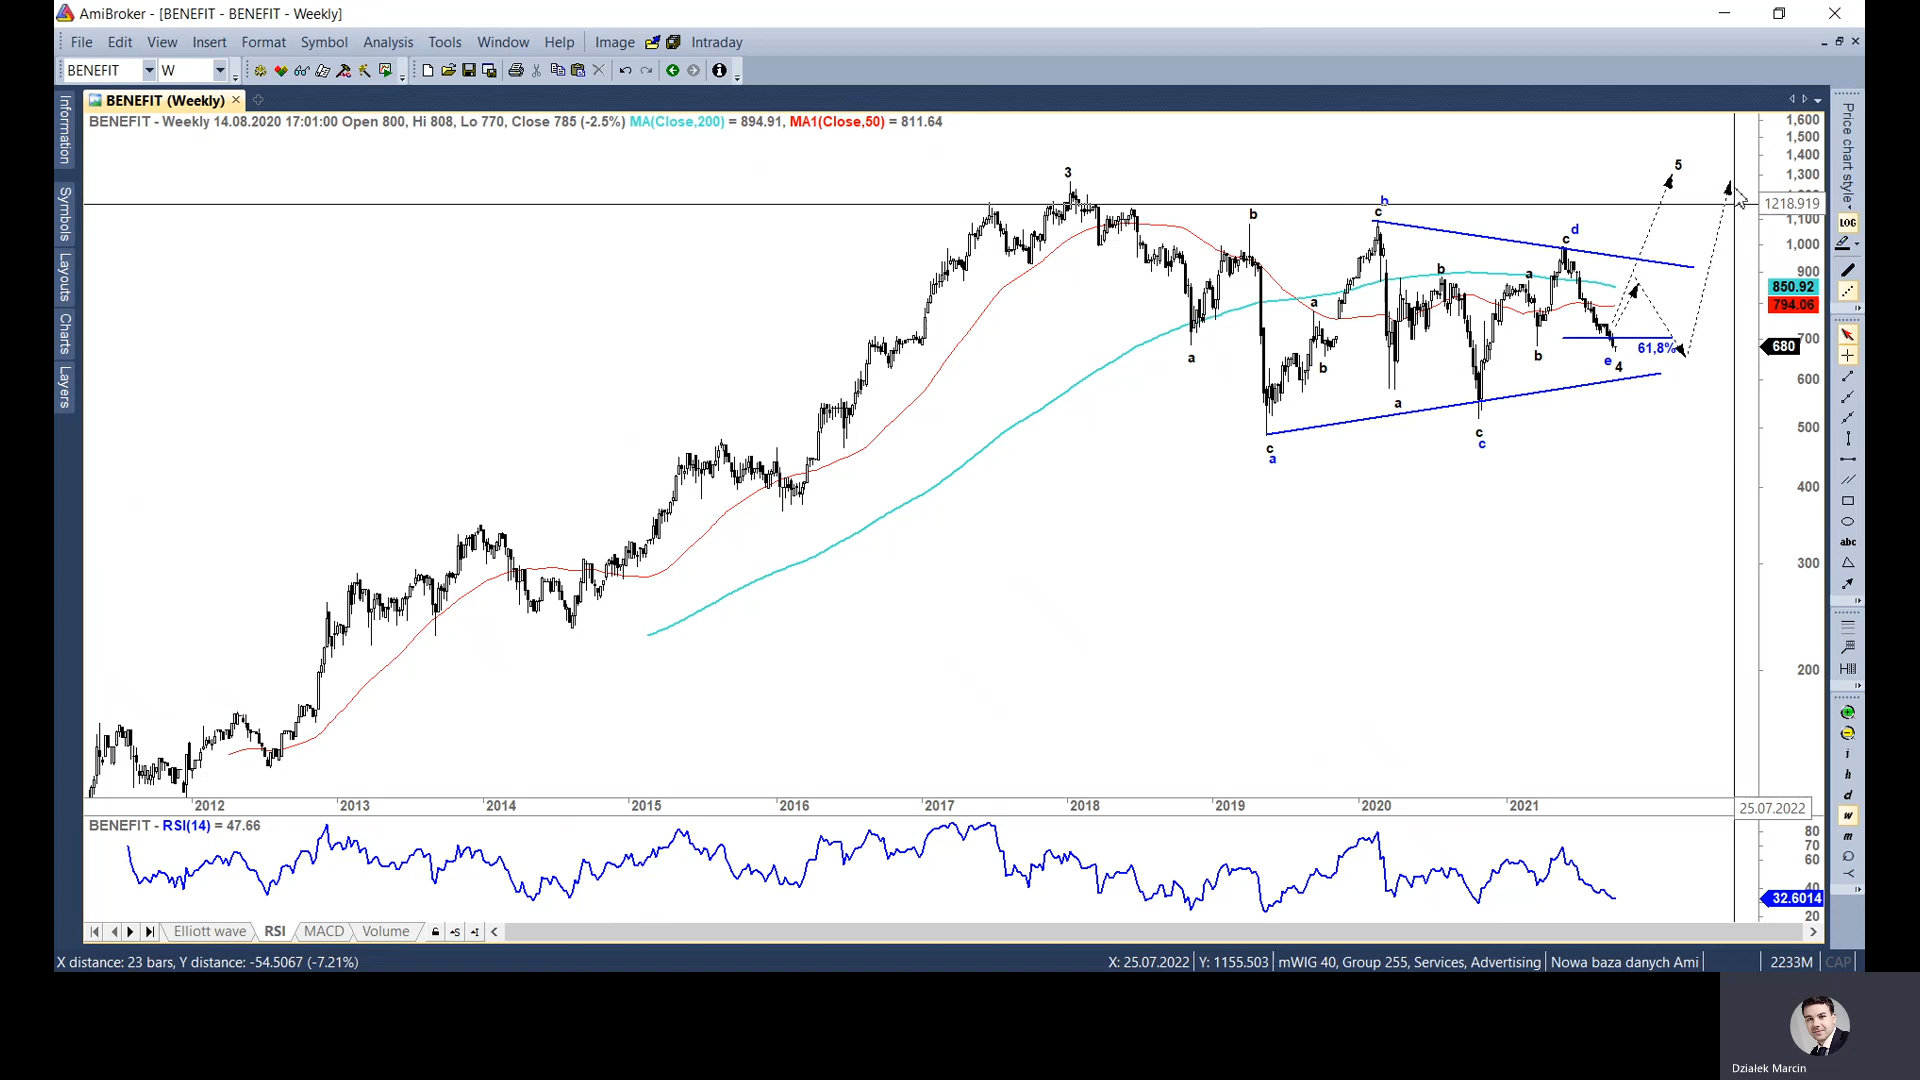 AmiBroker - [BENEFIT - BENEFIT - Weekly]
File Edit View Insert Format Symbol Analysis Tools Window Help Image Intraday
BENEFIT W
BENEFIT (Weekly)
BENEFIT - Weekly 14.08.2020 17:01:00 Open 800, Hi 808, Lo 770, Close 785 (-2.5%) MA(Close,200) = 894.91, MA1(Close,50) = 811.64
Information
Symbols
Layouts
Charts
Layers
Price chart style
LOG
abc
i
h
d
w
m
1,600
1,500
1,400
1,300
1218.919
1,100
1,000
900
850.92
794.06
700
680
600
500
400
300
200
3
5
b
b
c
d
c
a
b
a
a
b
b
61,8%
e
4
a
c
a
c
c
2012 2013 2014 2015 2016 2017 2018 2019 2020 2021 25.07.2022
BENEFIT - RSI(14) = 47.66
80
70
60
40
32.6014
20
Elliott wave RSI MACD Volume
X distance: 23 bars, Y distance: -54.5067 (-7.21%) X: 25.07.2022 Y: 1155.503 mWIG 40, Group 255, Services, Advertising Nowa baza danych Ami 2233M CAP
Działek Marcin